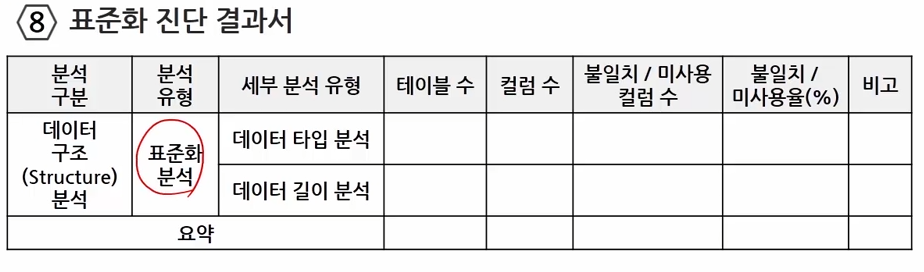 8 표준화 진단 결과서
분석 구분 분석 유형 세부 분석 유형 테이블 수 컬럼 수 불일치 / 미사용 컬럼 수 불일치 / 미사용율(%) 비고
데이터 구조 (Structure) 분석 표준화 분석 데이터 타입 분석
데이터 길이 분석
요약